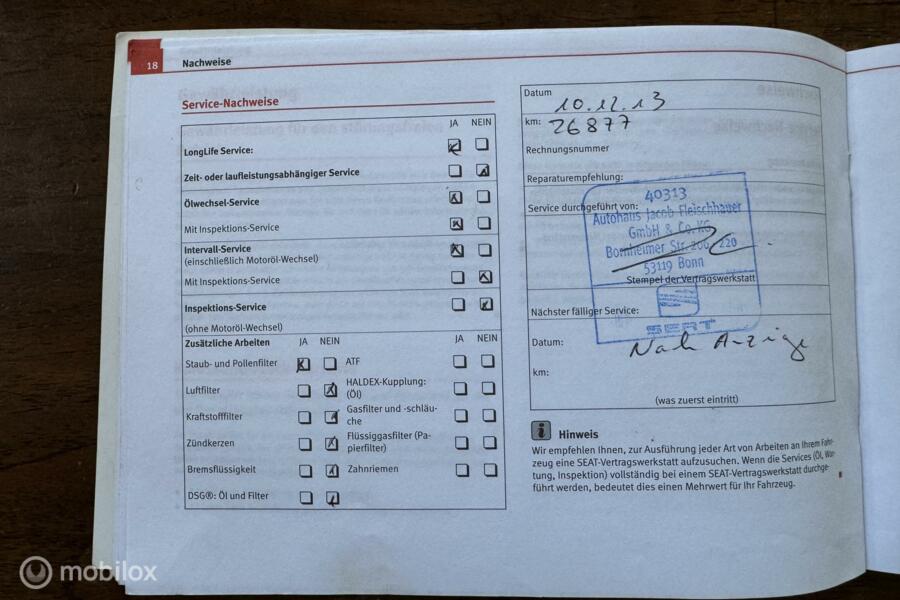 18 Nachweise
Service-Nachweise
JA NEIN
LongLife Service:
Zeit- oder laufleistungsabhängiger Service
Ölwechsel-Service
Mit Inspektions-Service
Intervall-Service
(einschließlich Motoröl-Wechsel)
Mit Inspektions-Service
Inspektions-Service
(ohne Motoröl-Wechsel)
Zusätzliche Arbeiten JA NEIN JA NEIN
Staub- und Pollenfilter ATF
Luftfilter HALDEX-Kupplung:
(Öl)
Kraftstofffilter Gasfilter und -schläu-
che
Zündkerzen Flüssiggasfilter (Pa-
pierfilter)
Bremsflüssigkeit Zahnriemen
DSG®: Öl und Filter
Datum 10.12.13
km: 26877
Rechnungsnummer
Reparaturempfehlung:
40313
Service durchgeführt von:
Autohaus Jacob Fleischhauer
GmbH & Co. KG
Bornheimer Str. 200 220
53119 Bonn
Stempel der Vertragswerkstatt
Nächster fälliger Service:
SEAT
Datum: Nach Anzeige
km:
(was zuerst eintritt)
i Hinweis
Wir empfehlen Ihnen, zur Ausführung jeder Art von Arbeiten an Ihrem Fahr-
zeug eine SEAT-Vertragswerkstatt aufzusuchen. Wenn die Services (Öl, War-
tung, Inspektion) vollständig bei einem SEAT-Vertragswerkstatt durchge-
führt werden, bedeutet dies einen Mehrwert für Ihr Fahrzeug.
mobilox